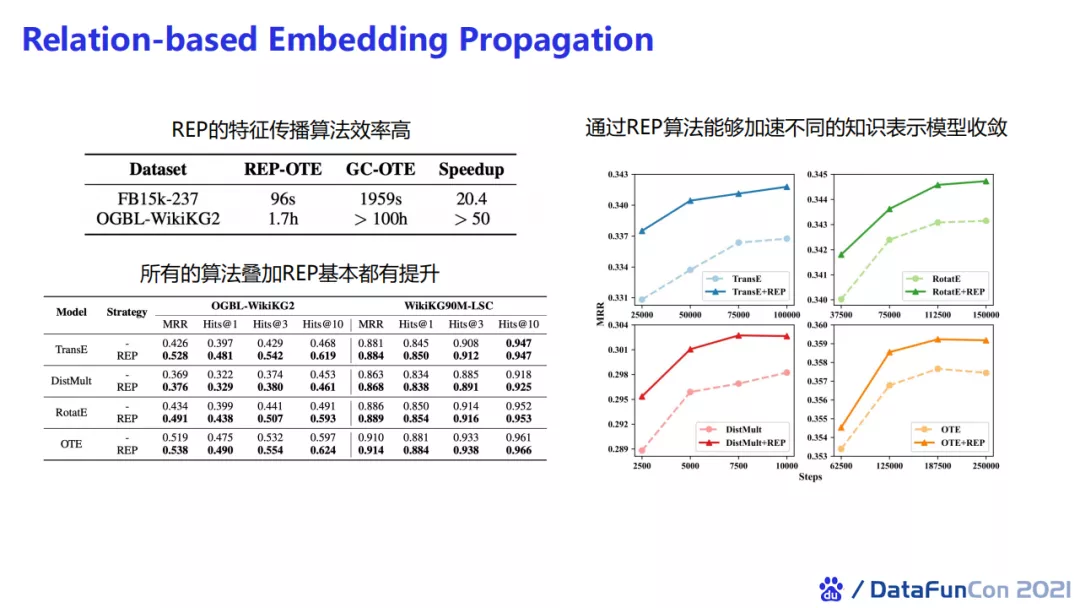 Relation-based Embedding Propagation
REP的特征传播算法效率高
Dataset REP-OTE GC-OTE Speedup
FB15k-237 96s 1959s 20.4
OGBL-WikiKG2 1.7h > 100h > 50
所有的算法叠加REP基本都有提升
Model Strategy OGBL-WikiKG2 WikiKG90M-LSC
MRR Hits@1 Hits@3 Hits@10 MRR Hits@1 Hits@3 Hits@10
TransE - 0.426 0.397 0.429 0.468 0.881 0.845 0.908 0.947
REP 0.528 0.481 0.542 0.619 0.884 0.850 0.912 0.947
DistMult - 0.369 0.322 0.374 0.453 0.863 0.834 0.885 0.918
REP 0.376 0.329 0.380 0.461 0.868 0.838 0.891 0.925
RotatE - 0.434 0.399 0.441 0.491 0.886 0.850 0.914 0.952
REP 0.491 0.438 0.507 0.593 0.889 0.854 0.916 0.953
OTE - 0.519 0.475 0.532 0.597 0.910 0.881 0.933 0.961
REP 0.538 0.490 0.554 0.624 0.914 0.884 0.938 0.966
通过REP算法能够加速不同的知识表示模型收敛
MRR
0.343
0.340
0.337
0.334
0.331
TransE
TransE+REP
25000 50000 75000 100000
0.345
0.344
0.343
0.342
0.341
0.340
RotatE
RotatE+REP
37500 75000 112500 150000
0.304
0.301
0.298
0.295
0.292
0.289
DistMult
DistMult+REP
2500 5000 7500 10000
0.360
0.359
0.358
0.357
0.355
0.354
0.353
OTE
OTE+REP
62500 125000 187500 250000
Steps
du / DataFunCon 2021